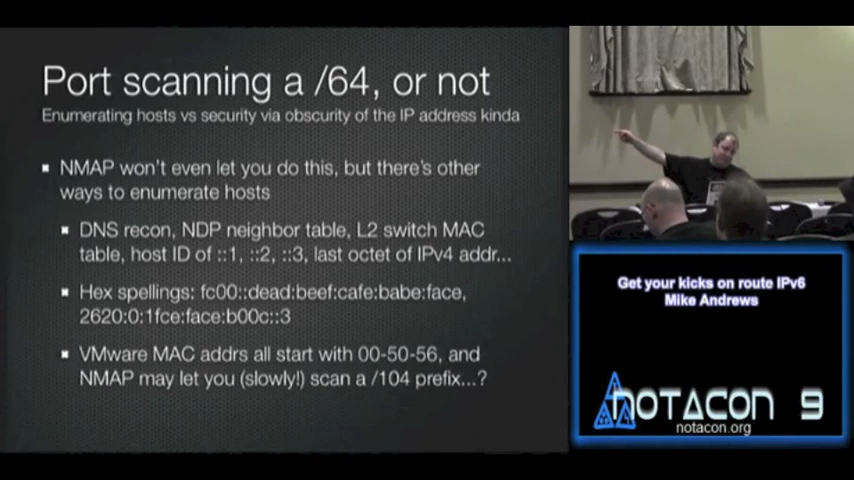 Port scanning a /64, or not
Enumerating hosts vs security via obscurity of the IP address kinda
NMAP won't even let you do this, but there's other
ways to enumerate hosts
DNS recon, NDP neighbor table, L2 switch MAC
table, host ID of ::1, ::2, ::3, last octet of IPv4 addr...
Hex spellings: fc00::dead:beef:cafe:babe:face,
2620:0:1fce:face:b00c::3
VMware MAC addrs all start with 00-50-56, and
NMAP may let you (slowly!) scan a /104 prefix...?
Get your kicks on route IPv6
Mike Andrews
NOTACON 9
notacon.org